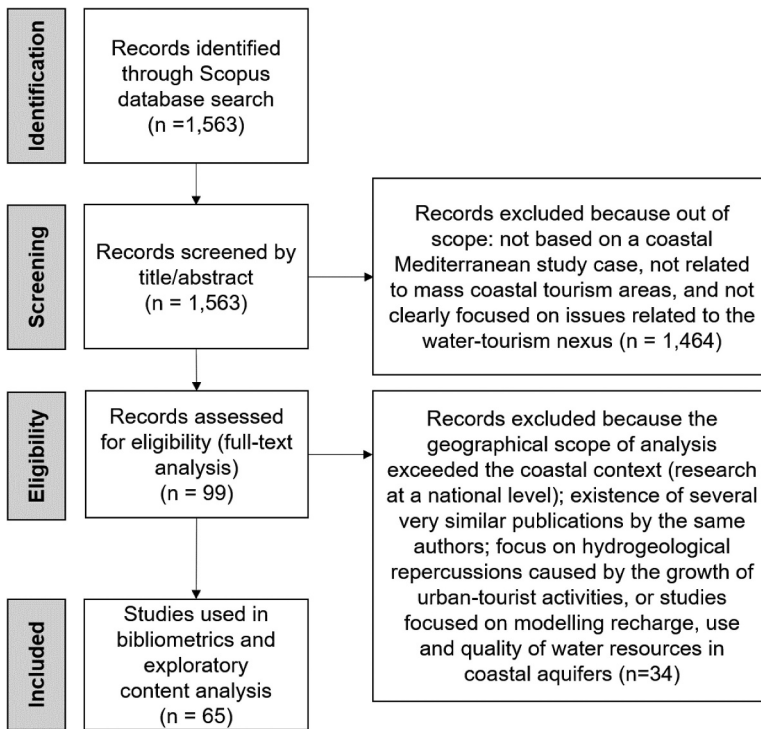 Identification
Records identified
through Scopus
database search
(n =1,563)
Screening
Records screened by
title/abstract
(n = 1,563)
Records excluded because out of
scope: not based on a coastal
Mediterranean study case, not related
to mass coastal tourism areas, and not
clearly focused on issues related to the
water-tourism nexus (n = 1,464)
Eligibility
Records assessed
for eligibility (full-text
analysis)
(n = 99)
Records excluded because the
geographical scope of analysis
exceeded the coastal context (research
at a national level); existence of several
very similar publications by the same
authors; focus on hydrogeological
repercussions caused by the growth of
urban-tourist activities, or studies
focused on modelling recharge, use
and quality of water resources in
coastal aquifers (n=34)
Included
Studies used in
bibliometrics and
exploratory
content analysis
(n = 65)